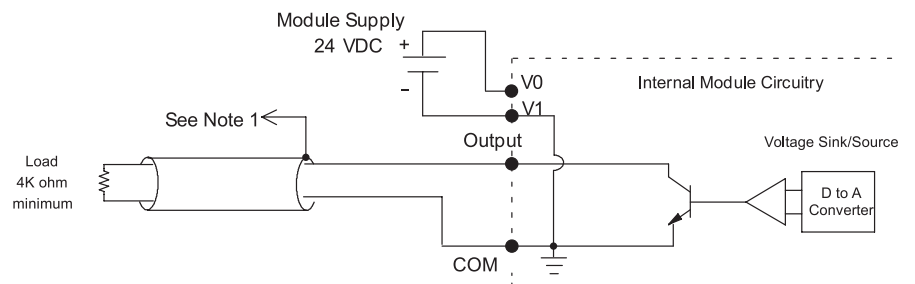 Module Supply
24 VDC
+
-
V0
V1
Internal Module Circuitry
See Note 1
Output
Voltage Sink/Source
Load
4K ohm
minimum
D to A
Converter
COM